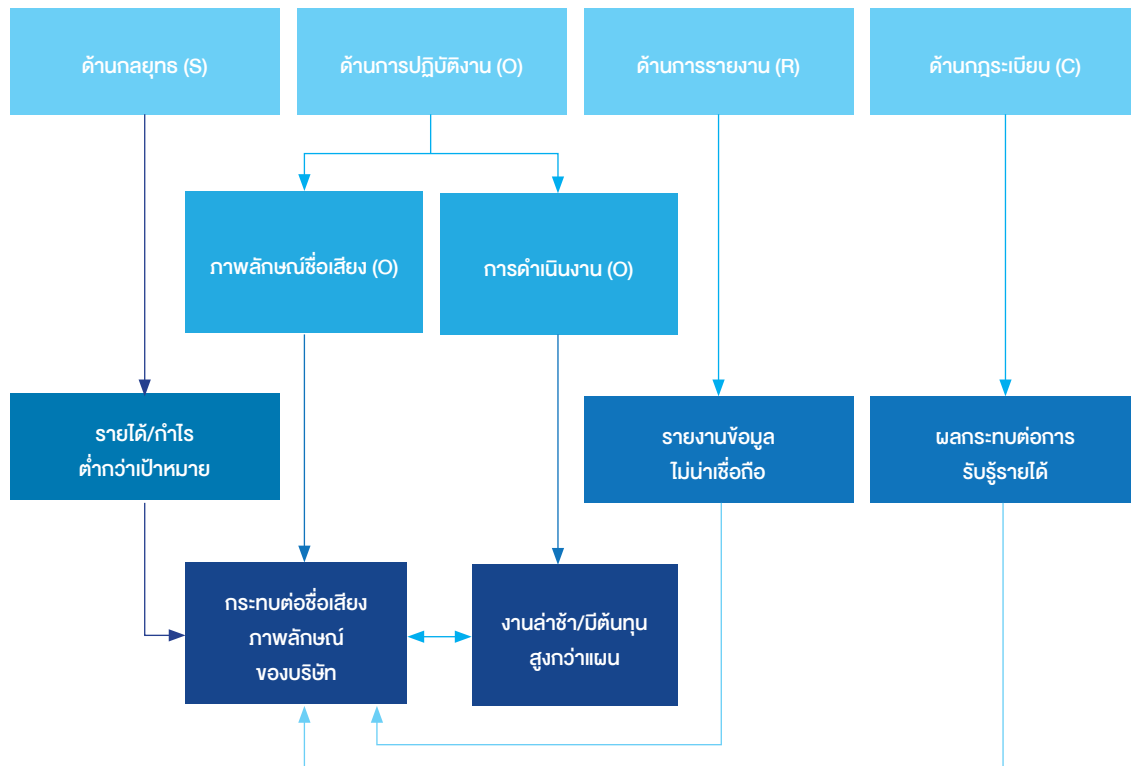 ด้านกลยุทธ (S)
ด้านการปฏิบัติงาน (O)
ด้านการรายงาน (R)
ด้านกฎระเบียบ (C)
ภาพลักษณ์ชื่อเสียง (O)
การดำเนินงาน (O)
รายได้/กำไร
ต่ำกว่าเป้าหมาย
รายงานข้อมูล
ไม่น่าเชื่อถือ
ผลกระทบต่อการ
รับรู้รายได้
กระทบต่อชื่อเสียง
ภาพลักษณ์
ของบริษัท
งานล่าช้า/มีต้นทุน
สูงกว่าแผน